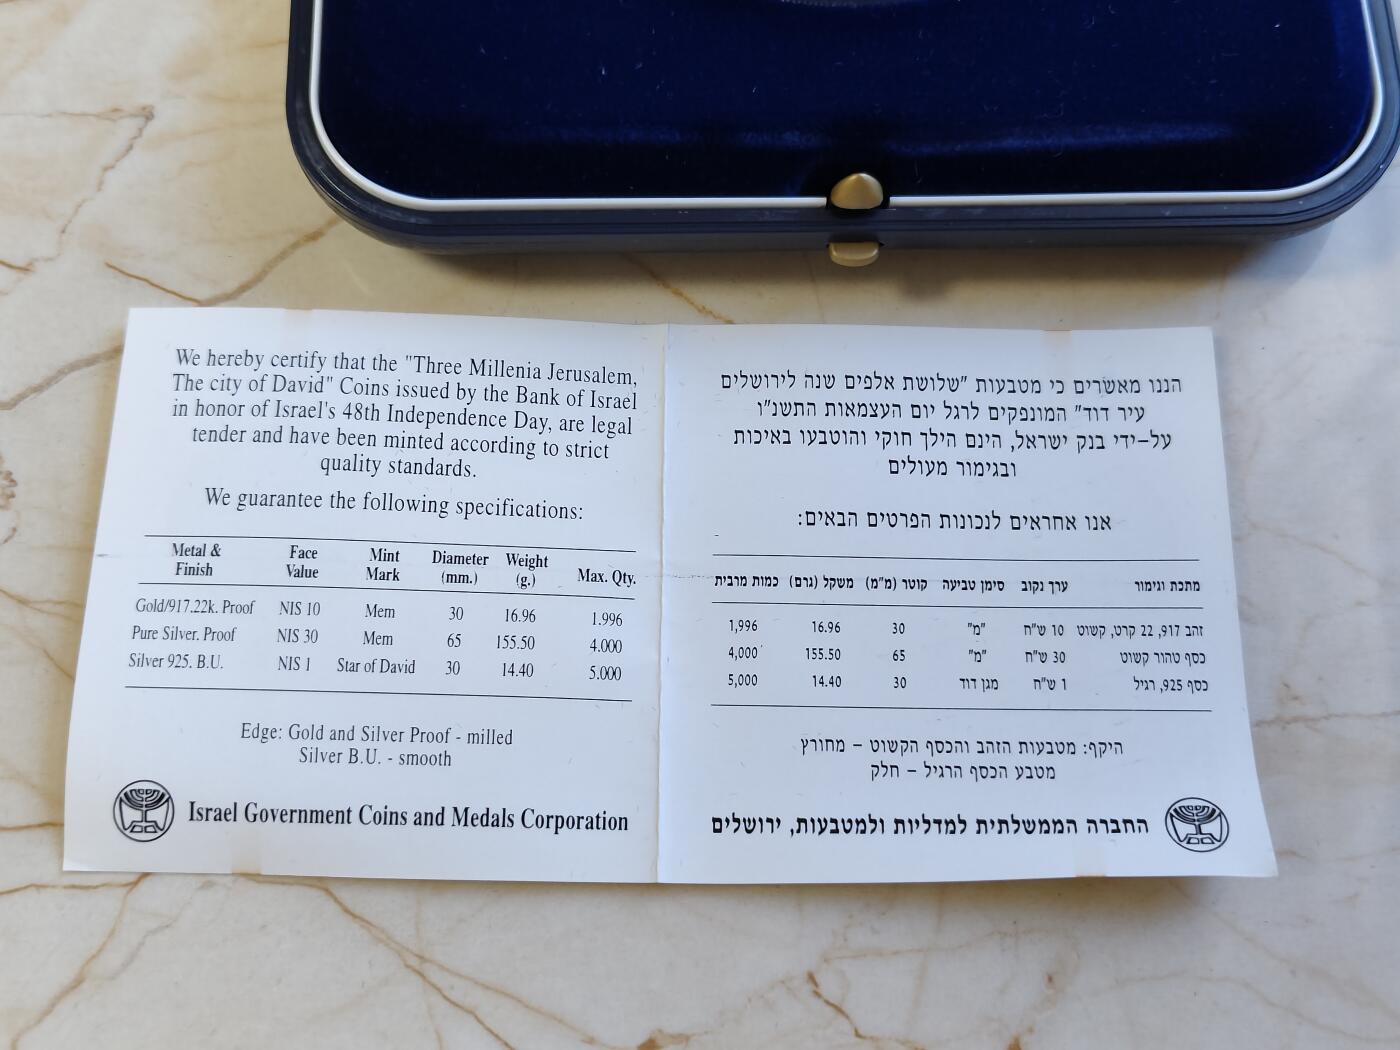 We hereby certify that the "Three Millenia Jerusalem,
The city of David" Coins issued by the Bank of Israel
in honor of Israel's 48th Independence Day, are legal
tender and have been minted according to strict
quality standards.
We guarantee the following specifications:
Metal & Finish Face Value Mint Mark Diameter (mm.) Weight (g.) Max. Qty.
Gold/917.22k. Proof NIS 10 Mem 30 16.96 1.996
Pure Silver. Proof NIS 30 Mem 65 155.50 4.000
Silver 925. B.U. NIS 1 Star of David 30 14.40 5.000
Edge: Gold and Silver Proof - milled
Silver B.U. - smooth
Israel Government Coins and Medals Corporation
הננו מאשרים כי מטבעות "שלושת אלפים שנה לירושלים
עיר דוד" המונפקים לרגל יום העצמאות התשנ"ו
על-ידי בנק ישראל, הינם הילך חוקי והוטבעו באיכות
ובגימור מעולים
אנו אחראים לנכונות הפרטים הבאים:
מתכת וגימור ערך נקוב סימן טביעה קוטר (מ"מ) משקל (גרם) כמות מרבית
זהב 917, 22 קרט, קשוט 10 ש"ח "מ" 30 16.96 1,996
כסף טהור קשוט 30 ש"ח "מ" 65 155.50 4,000
כסף 925, רגיל 1 ש"ח מגן דוד 30 14.40 5,000
היקף: מטבעות הזהב והכסף הקשוט – מחורץ
מטבע הכסף הרגיל – חלק
החברה הממשלתית למדליות ולמטבעות, ירושלים